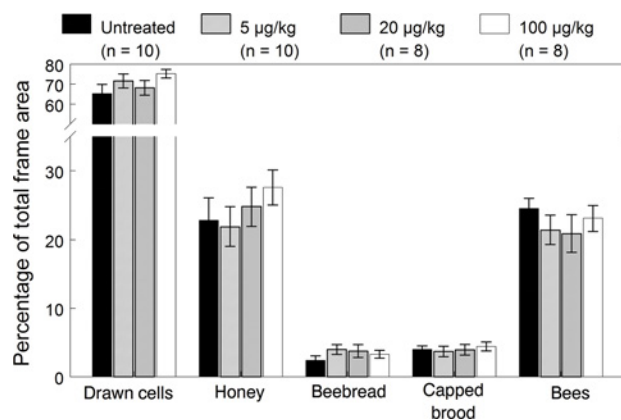 Untreated 5 µg/kg 20 µg/kg 100 µg/kg
(n = 10) (n = 10) (n = 8) (n = 8)
Percentage of total frame area
80
70
60
30
20
10
0
Drawn cells Honey Beebread Capped Bees
brood